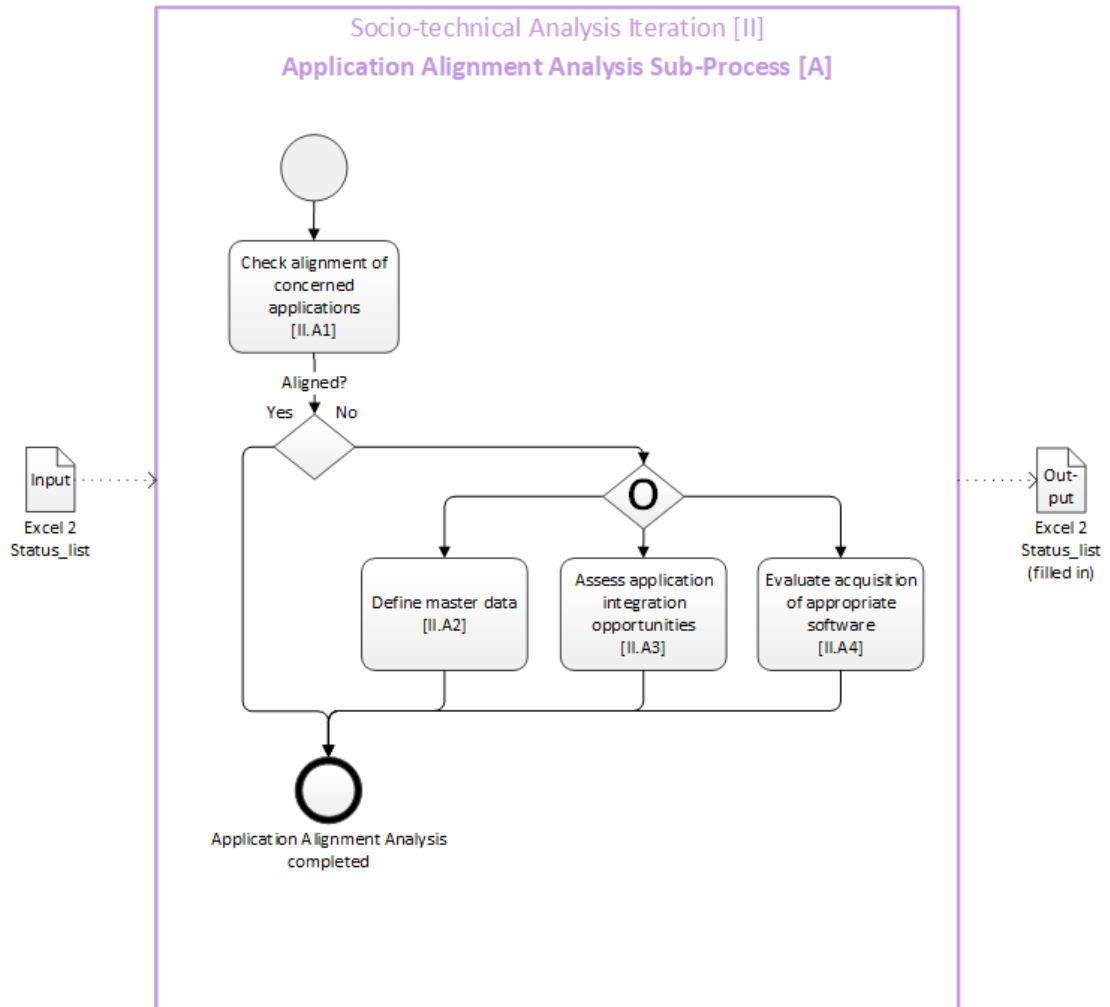 Socio-technical Analysis Iteration [II]
Application Alignment Analysis Sub-Process [A]
Check alignment of
concerned
applications
[II.A1]
Aligned?
Yes
No
Input
Excel 2
Status_list
O
Define master data
[II.A2]
Assess application
integration
opportunities
[II.A3]
Evaluate acquisition
of appropriate
software
[II.A4]
Out-
put
Excel 2
Status_list
(filled in)
Application Alignment Analysis
completed